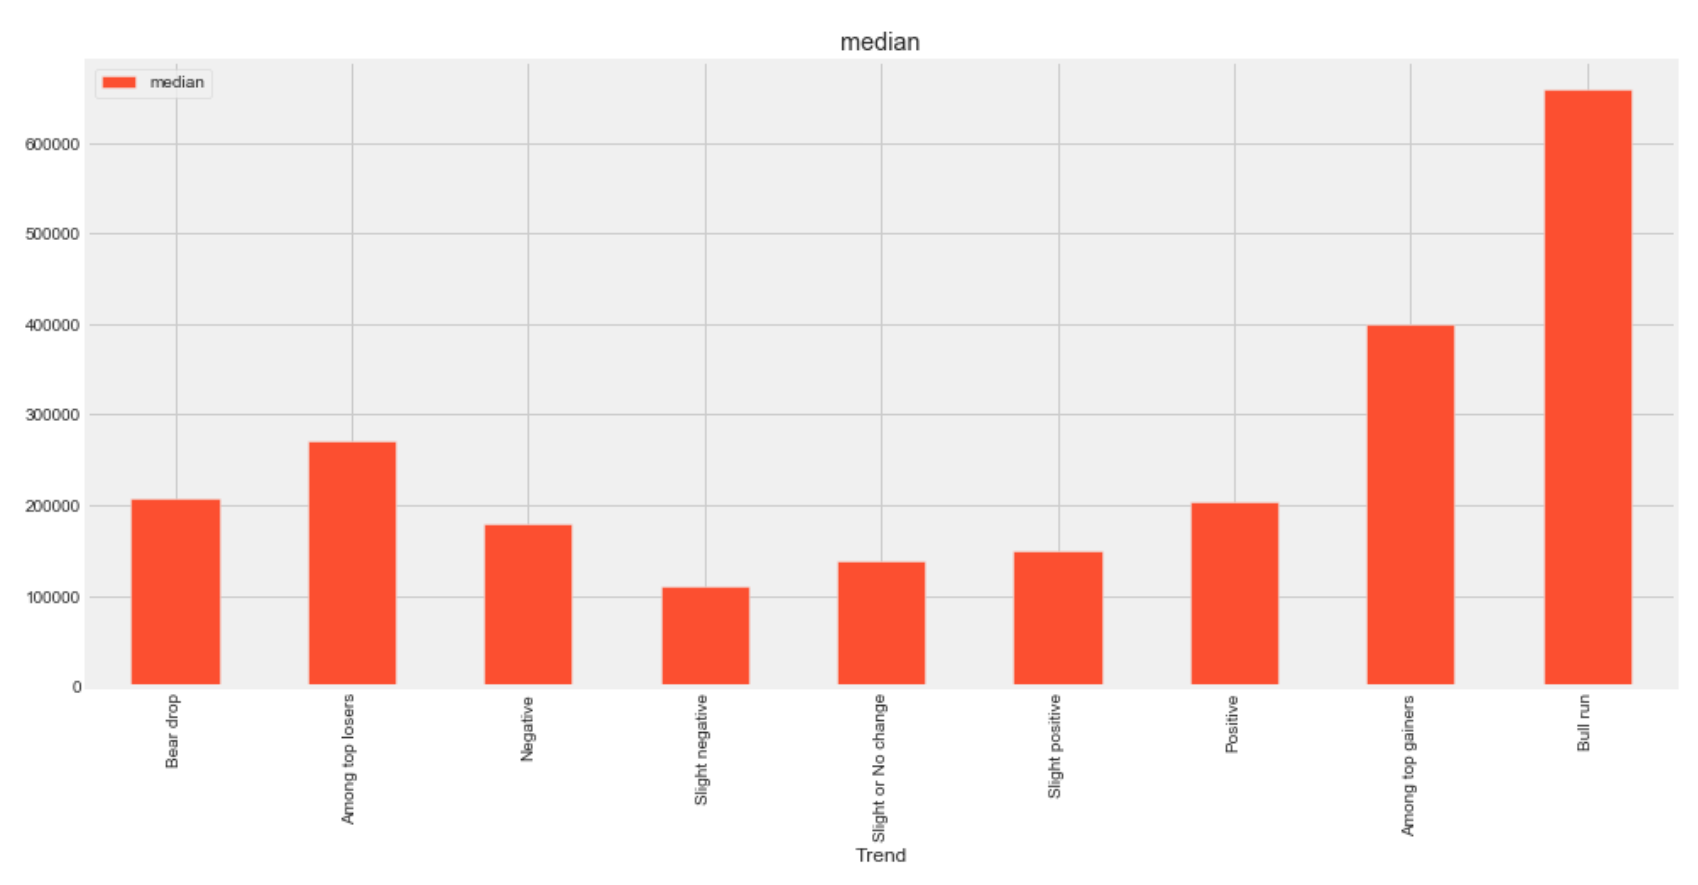 median
median
600000
500000
400000
300000
200000
100000
0
Bear drop
Among top losers
Negative
Slight negative
Slight or No change
Slight positive
Positive
Among top gainers
Bull run
Trend